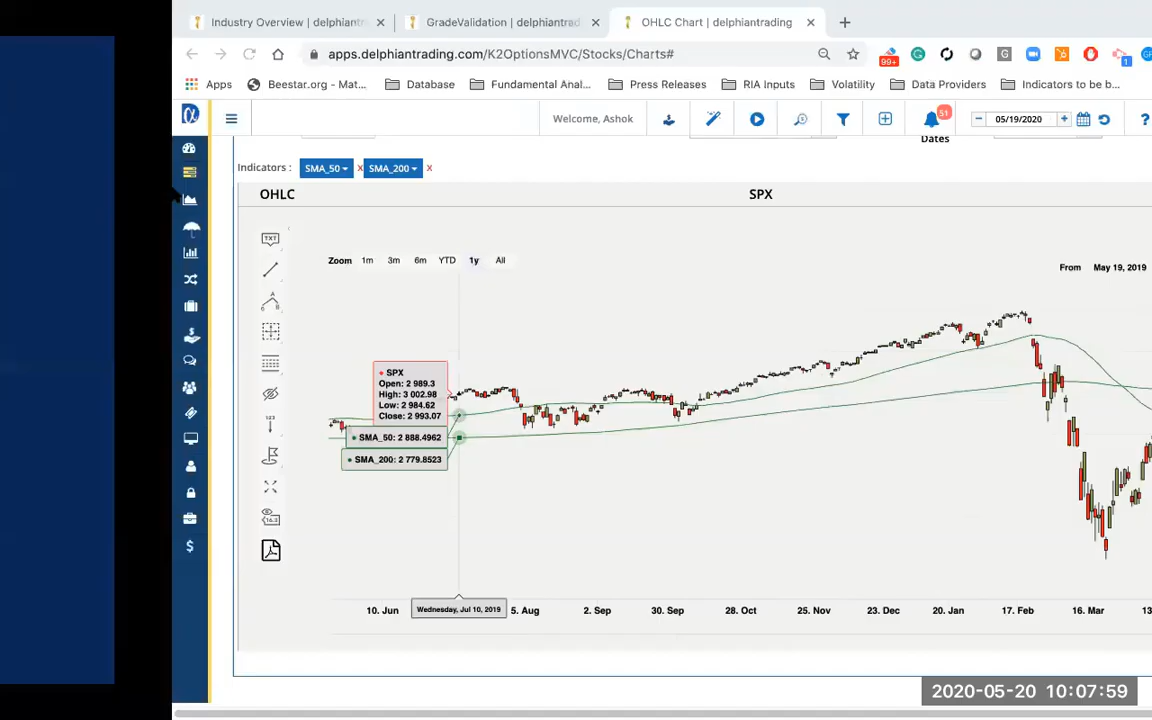 Industry Overview | delphiant
GradeValidation | delphiantrad
OHLC Chart | delphiantrading
apps.delphiantrading.com/K2OptionsMVC/Stocks/Charts#
99+
1
Apps
Beestar.org - Mat...
Database
Fundamental Anal...
Press Releases
RIA Inputs
Volatility
Data Providers
Indicators to be b...
Welcome, Ashok
51
05/19/2020
?
Dates
Indicators :
SMA_50
x
SMA_200
x
OHLC
SPX
TXT
Zoom
1m
3m
6m
YTD
1y
All
From
May 19, 2019
SPX
Open: 2 989.3
High: 3 002.98
Low: 2 984.62
Close: 2 993.07
SMA_50: 2 888.4962
SMA_200: 2 779.8523
10. Jun
Wednesday, Jul 10, 2019
5. Aug
2. Sep
30. Sep
28. Oct
25. Nov
23. Dec
20. Jan
17. Feb
16. Mar
13
$
2020-05-20 10:07:59